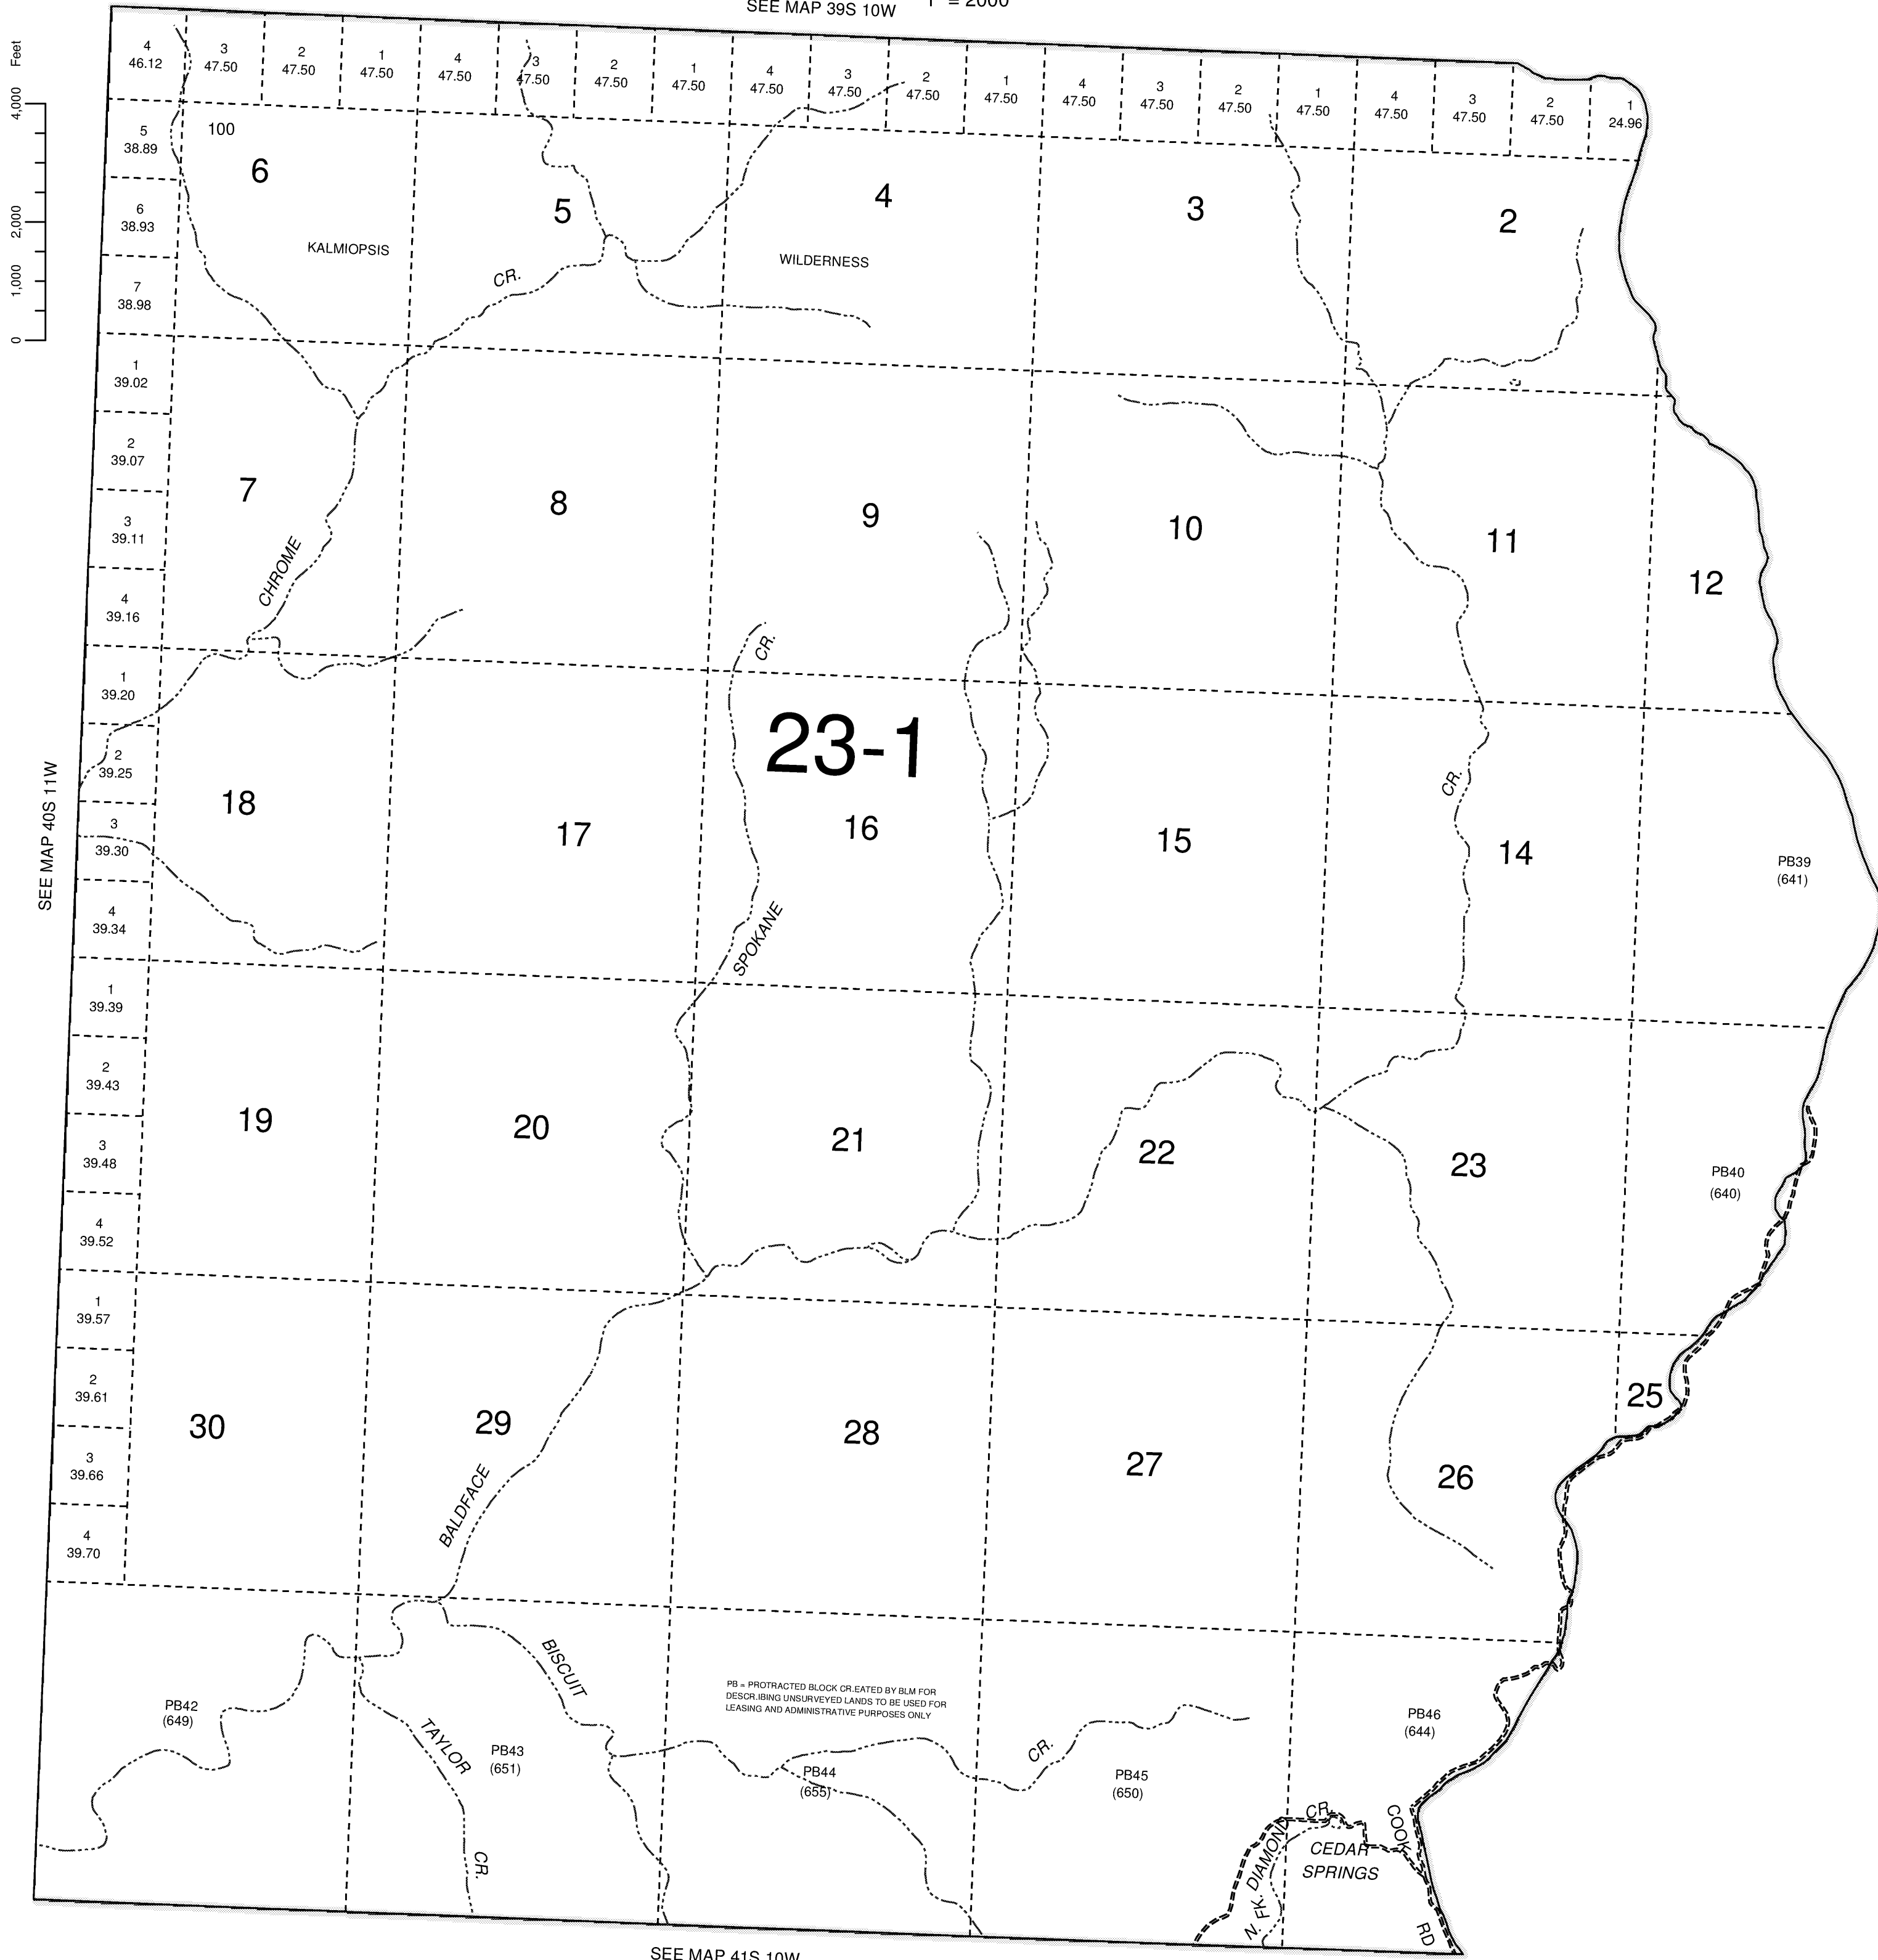 SEE MAP 39S 10W
1" = 2000'
Feet
4,000
2,000
1,000
0
4 3 2 1 4 3 2 1 4 3 2 1 4 3 2 1 4 3 2 1
46.12 47.50 47.50 47.50 47.50 47.50 47.50 47.50 47.50 47.50 47.50 47.50 47.50 47.50 47.50 47.50 47.50 47.50 47.50 24.96
5
38.89
100
6 5 4 3 2
6
38.93
KALMIOPSIS
WILDERNESS
CR.
7
38.98
1
39.02
2
39.07
7 8 9 10 11 12
3
39.11
CHROME
4
39.16
CR.
1
39.20
23-1
2
39.25
CR.
SEE MAP 40S 11W
18 17 16 15 14
3
39.30
PB39
(641)
4
39.34
SPOKANE
1
39.39
2
39.43
19 20 21 22 23
3
39.48
PB40
(640)
4
39.52
1
39.57
2
39.61
25
30 29 28 27 26
3
39.66
BALDFACE
4
39.70
BISCUIT
PB = PROTRACTED BLOCK CR.EATED BY BLM FOR
DESCR.IBING UNSURVEYED LANDS TO BE USED FOR
LEASING AND ADMINISTRATIVE PURPOSES ONLY
PB42
(649)
TAYLOR
CR.
PB43
(651)
PB44
(655)
CR.
PB45
(650)
PB46
(644)
N. FK. DIAMOND CR.
CEDAR
SPRINGS
COOK RD
SEE MAP 41S 10W